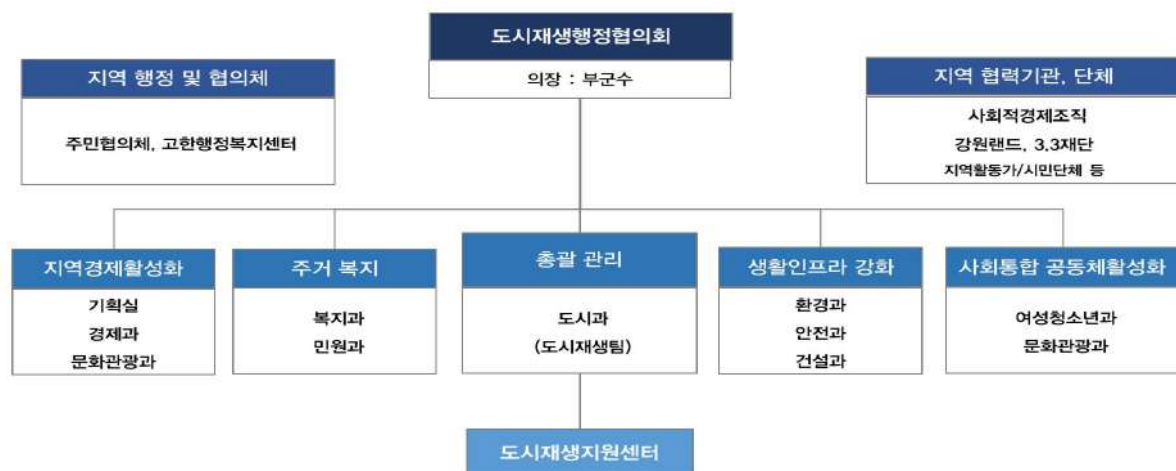 도시재생행정협의회
의장 : 부군수
지역 행정 및 협의체
주민협의체, 고한행정복지센터
지역 협력기관, 단체
사회적경제조직
강원랜드, 3.3재단
지역활동가/시민단체 등
지역경제활성화
기획실
경제과
문화관광과
주거 복지
복지과
민원과
총괄 관리
도시과
(도시재생팀)
생활인프라 강화
환경과
안전과
건설과
사회통합 공동체활성화
여성청소년과
문화관광과
도시재생지원센터